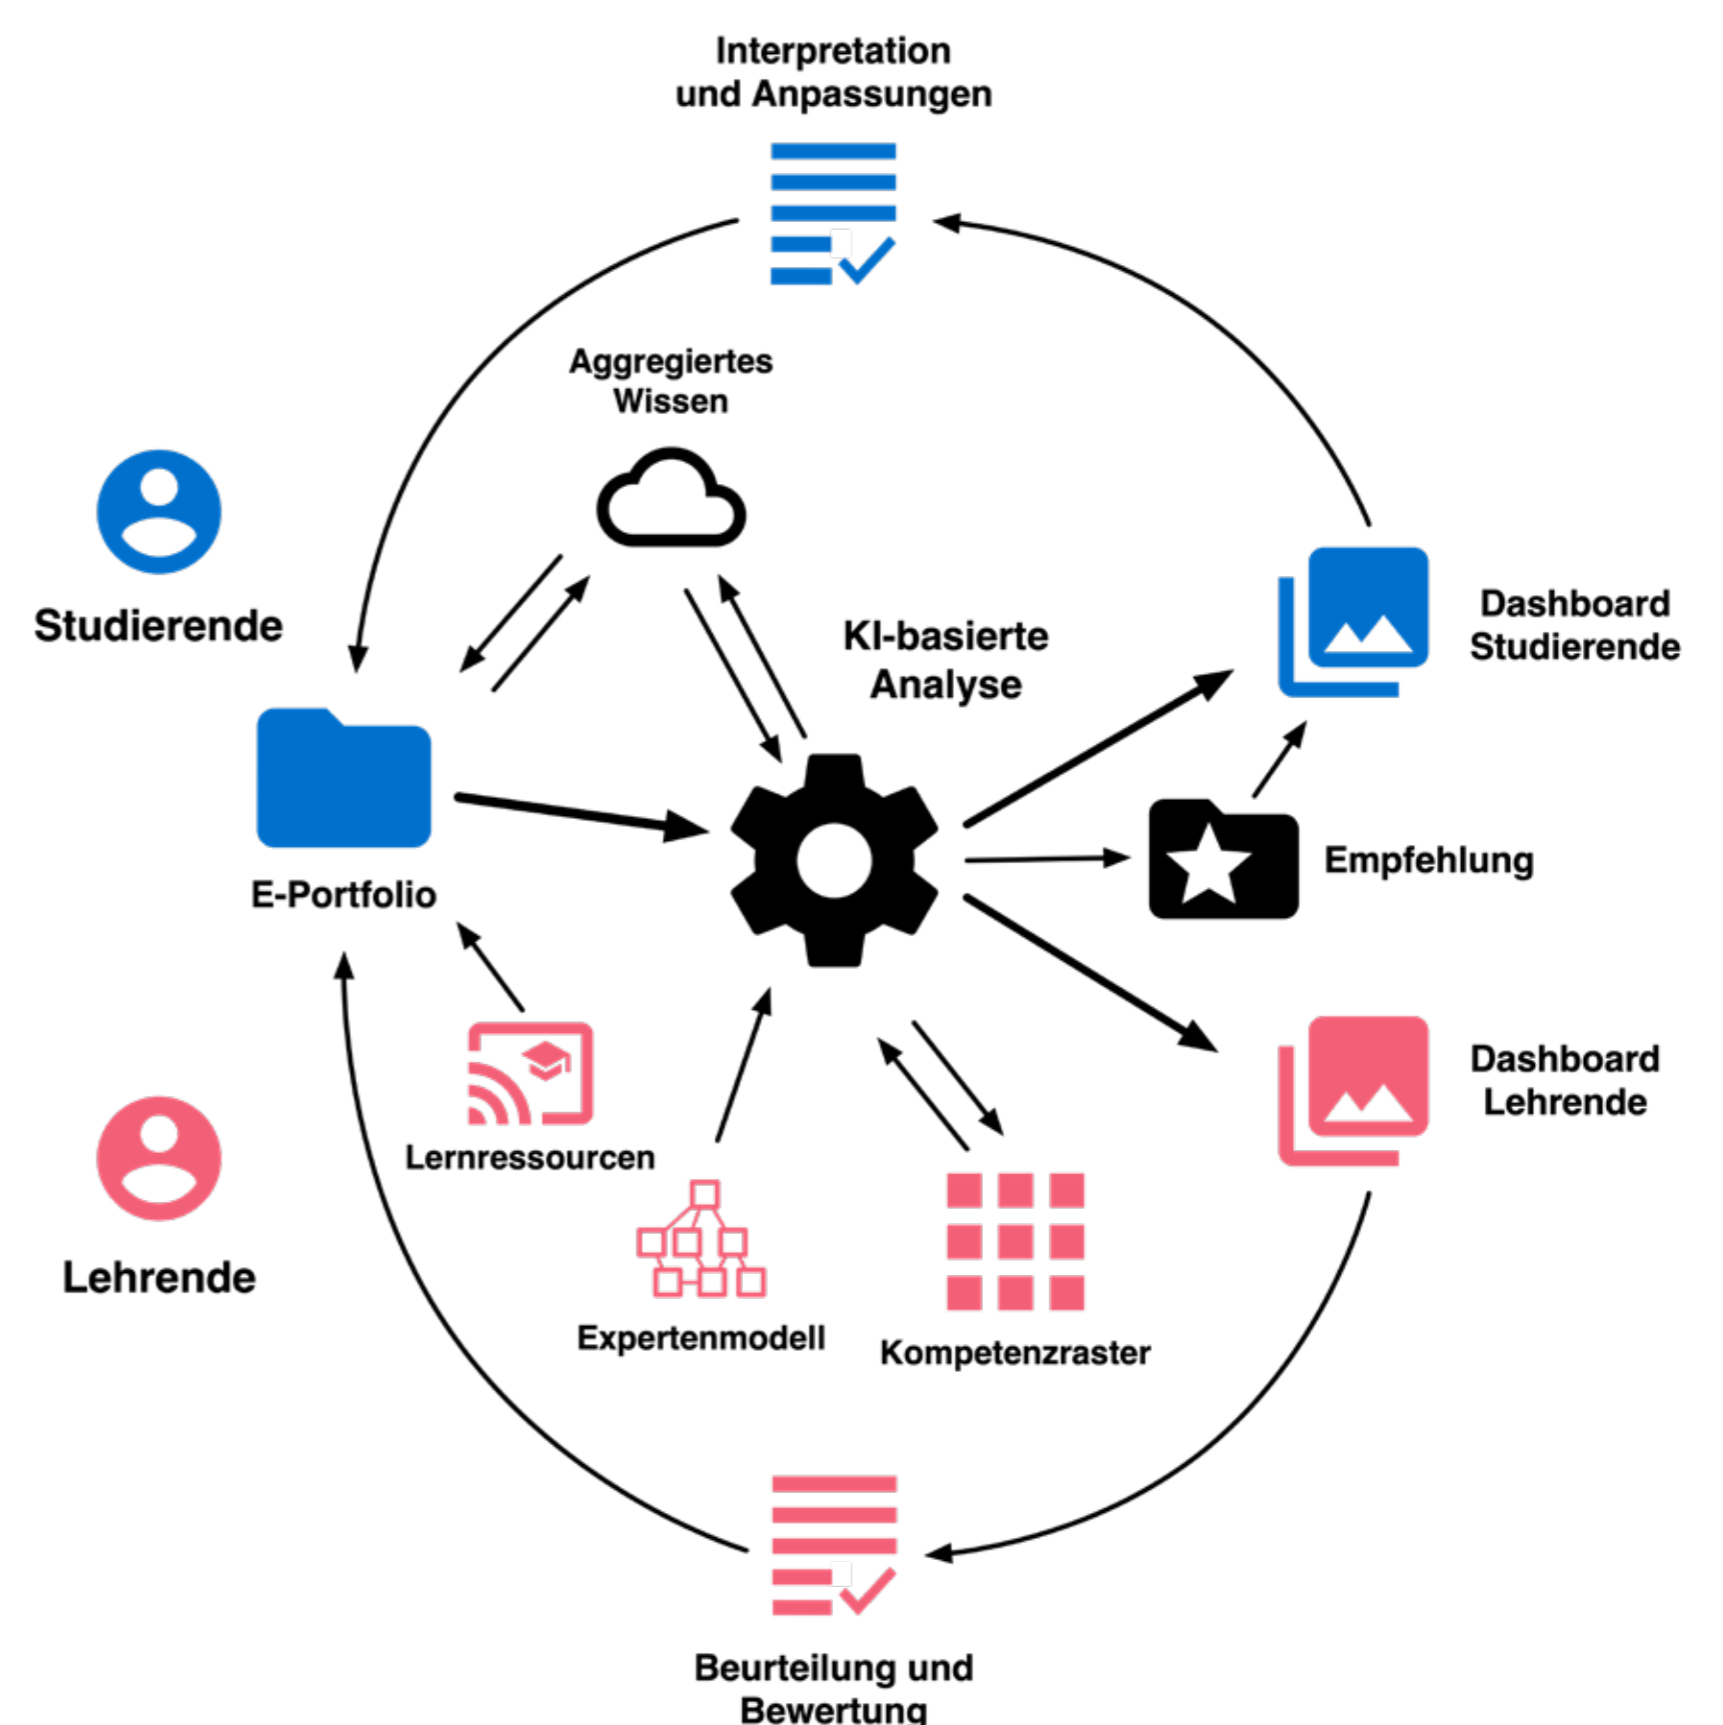 Interpretation
und Anpassungen
Aggregiertes
Wissen
Studierende
KI-basierte
Analyse
Dashboard
Studierende
E-Portfolio
Empfehlung
Lernressourcen
Dashboard
Lehrende
Lehrende
Expertenmodell
Kompetenzraster
Beurteilung und
Bewertung